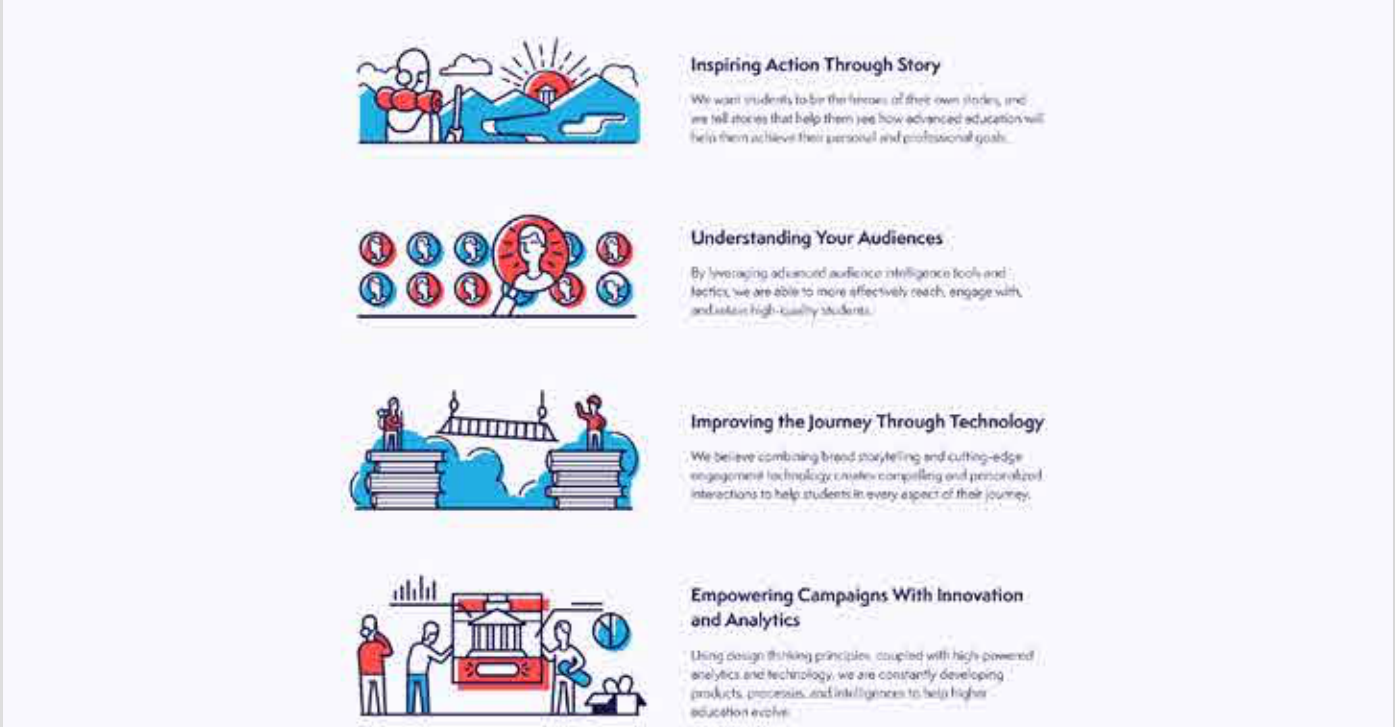 Inspiring Action Through Story
We want students to be the heroes of their own stories, and
we tell stories that help them see how advanced education will
help them achieve their personal and professional goals.
Understanding Your Audiences
By leveraging advanced audience intelligence tools and
tactics, we are able to more effectively reach, engage with,
and retain high-quality students.
Improving the Journey Through Technology
We believe combining brand storytelling and cutting-edge
engagement technology creates compelling and personalized
interactions to help students in every aspect of their journey.
Empowering Campaigns With Innovation
and Analytics
Using design thinking principles, coupled with high-powered
analytics and technology, we are constantly developing
products, processes, and intelligences to help higher
education evolve.